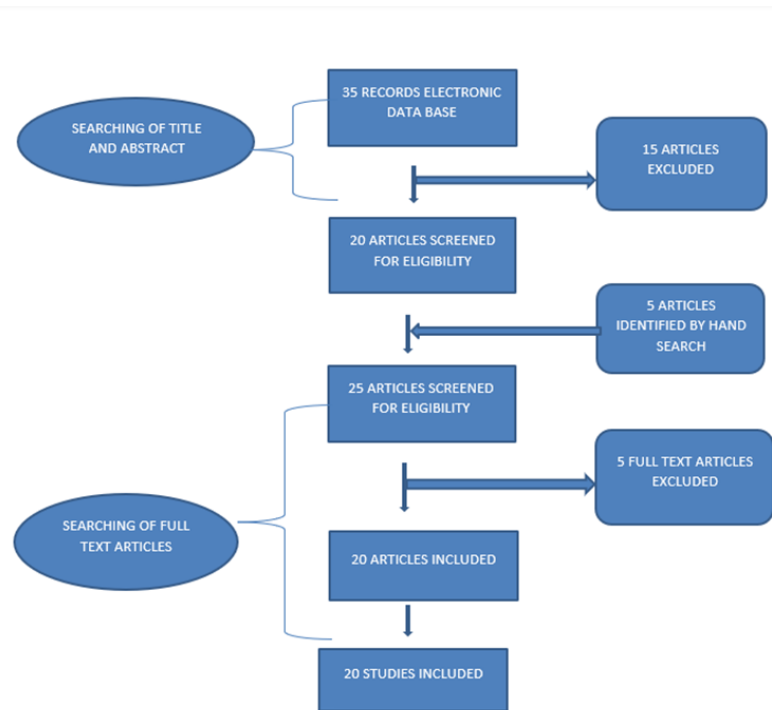 35 RECORDS ELECTRONIC
DATA BASE
SEARCHING OF TITLE
AND ABSTRACT
15 ARTICLES
EXCLUDED
20 ARTICLES SCREENED
FOR ELIGIBILITY
5 ARTICLES
IDENTIFIED BY HAND
SEARCH
25 ARTICLES SCREENED
FOR ELIGIBILITY
5 FULL TEXT ARTICLES
EXCLUDED
SEARCHING OF FULL
TEXT ARTICLES
20 ARTICLES INCLUDED
20 STUDIES INCLUDED